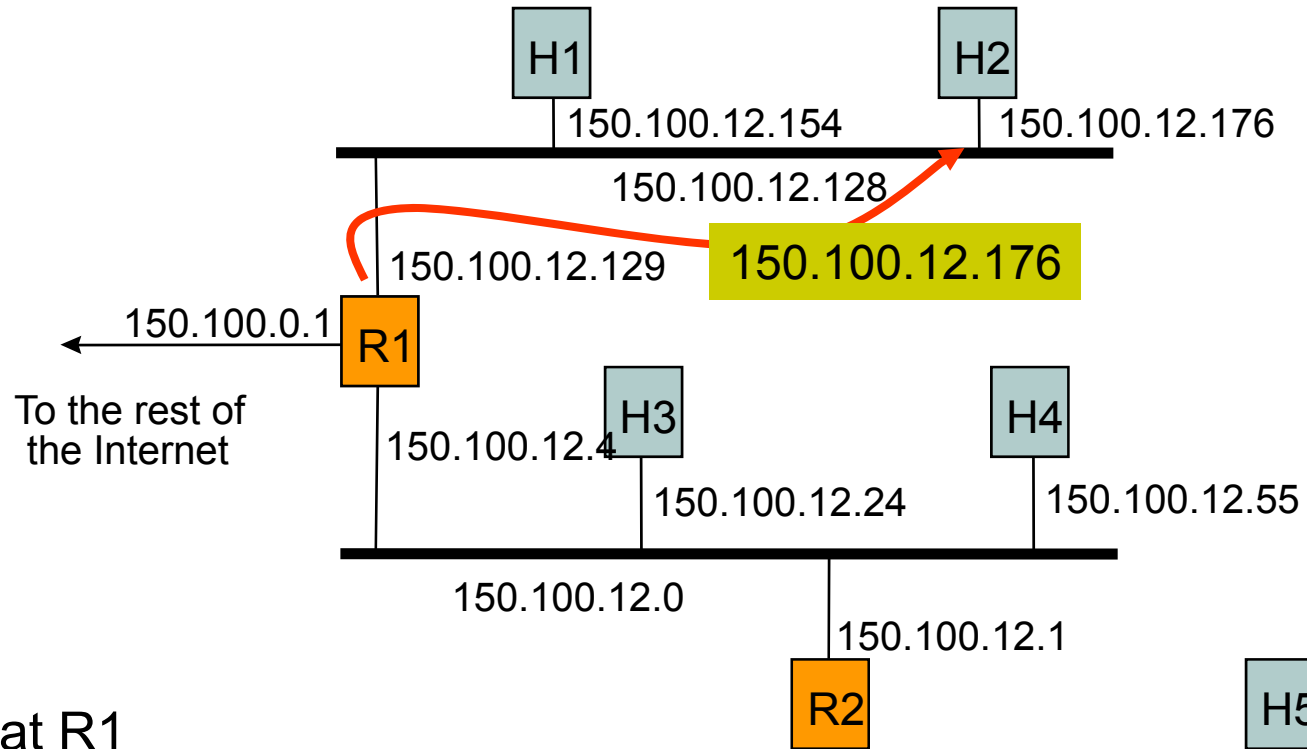 H1
H2
150.100.12.154
150.100.12.176
150.100.12.128
150.100.12.129
150.100.12.176
150.100.0.1
R1
To the rest of
the Internet
H3
H4
150.100.12.4
150.100.12.24
150.100.12.55
150.100.12.0
150.100.12.1
R2
H5
at R1